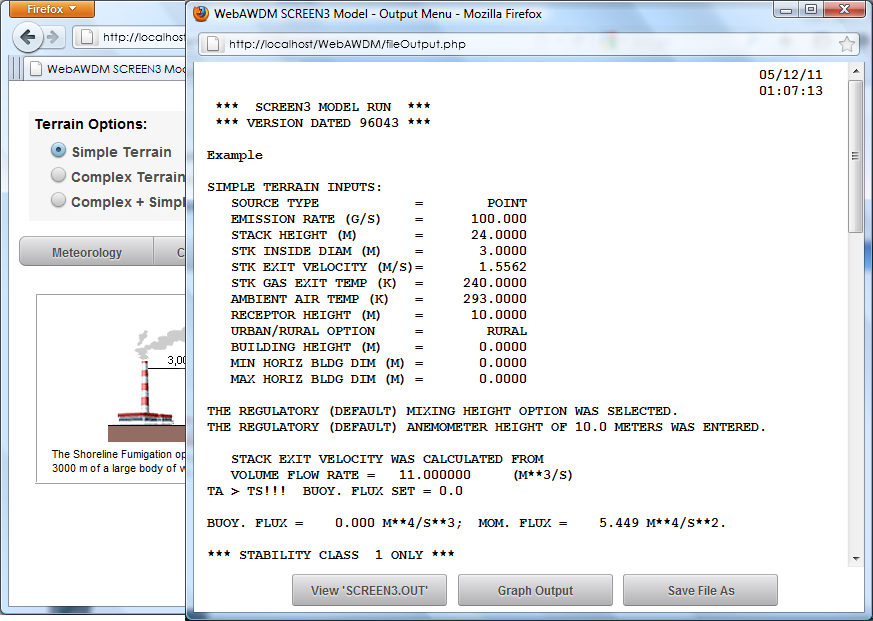 Firefox
http://localhost
WebAWDM SCREEN3 Mod
Terrain Options:
Simple Terrain
Complex Terrain
Complex + Simpl
Meteorology
C
3,00
The Shoreline Fumigation op
3000 m of a large body of w
WebAWDM SCREEN3 Model - Output Menu - Mozilla Firefox
http://localhost/WebAWDM/fileOutput.php
05/12/11
01:07:13
*** SCREEN3 MODEL RUN ***
*** VERSION DATED 96043 ***
Example
SIMPLE TERRAIN INPUTS:
SOURCE TYPE = POINT
EMISSION RATE (G/S) = 100.000
STACK HEIGHT (M) = 24.0000
STK INSIDE DIAM (M) = 3.0000
STK EXIT VELOCITY (M/S)= 1.5562
STK GAS EXIT TEMP (K) = 240.0000
AMBIENT AIR TEMP (K) = 293.0000
RECEPTOR HEIGHT (M) = 10.0000
URBAN/RURAL OPTION = RURAL
BUILDING HEIGHT (M) = 0.0000
MIN HORIZ BLDG DIM (M) = 0.0000
MAX HORIZ BLDG DIM (M) = 0.0000
THE REGULATORY (DEFAULT) MIXING HEIGHT OPTION WAS SELECTED.
THE REGULATORY (DEFAULT) ANEMOMETER HEIGHT OF 10.0 METERS WAS ENTERED.
STACK EXIT VELOCITY WAS CALCULATED FROM
VOLUME FLOW RATE = 11.000000 (M**3/S)
TA > TS!!! BUOY. FLUX SET = 0.0
BUOY. FLUX = 0.000 M**4/S**3; MOM. FLUX = 5.449 M**4/S**2.
*** STABILITY CLASS 1 ONLY ***
View 'SCREEN3.OUT'
Graph Output
Save File As